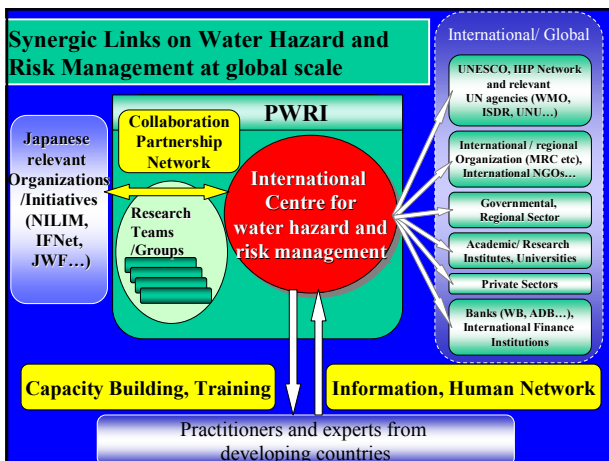 Synergic Links on Water Hazard and
Risk Management at global scale
International/ Global
UNESCO, IHP Network
and relevant
UN agencies (WMO,
ISDR, UNU…)
International / regional
Organization (MRC etc),
International NGOs…
Governmental,
Regional Sector
Academic/ Research
Institutes, Universities
Private Sectors
Banks (WB, ADB…),
International Finance
Institutions
PWRI
Collaboration
Partnership
Network
Japanese
relevant
Organizations
/Initiatives
(NILIM,
IFNet,
JWF…)
Research
Teams
/Groups
International
Centre for
water hazard and
risk management
Capacity Building, Training
Information, Human Network
Practitioners and experts from
developing countries